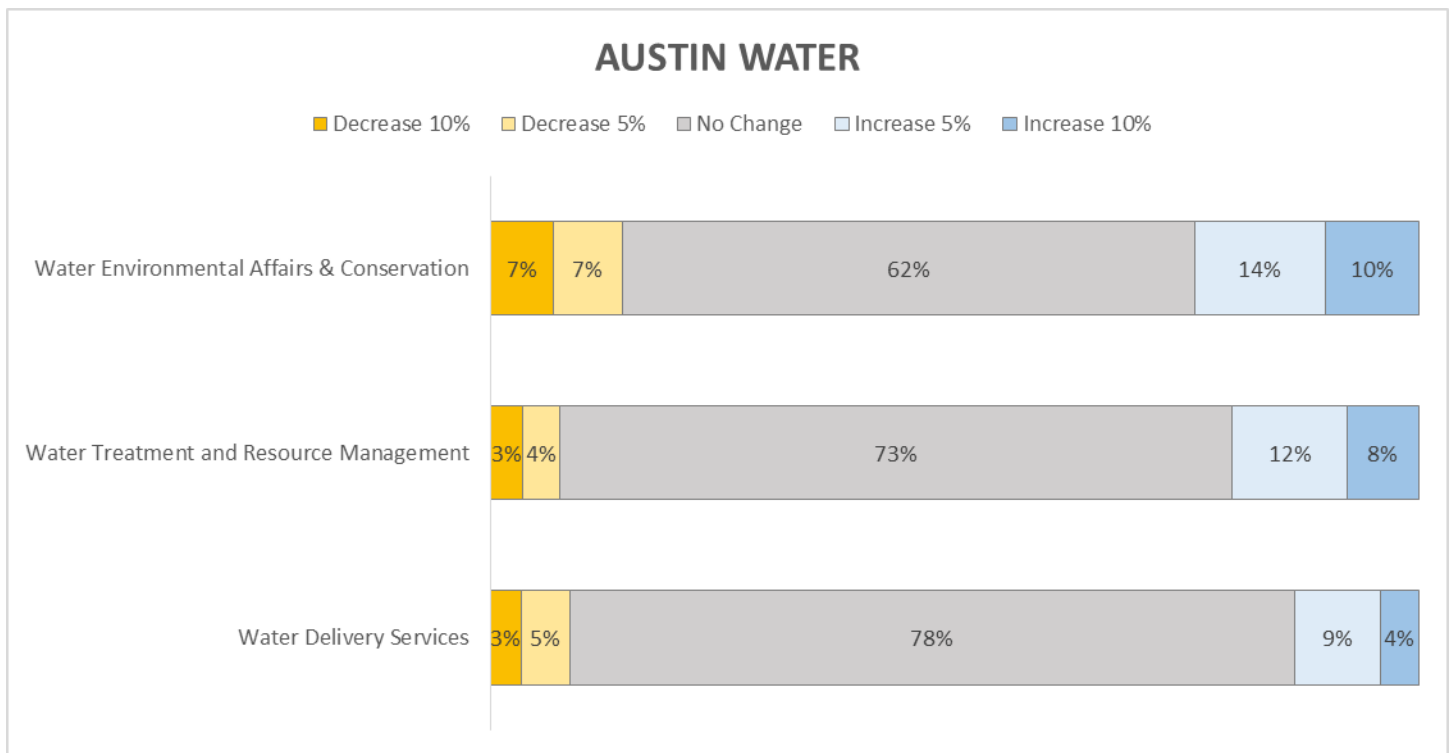 AUSTIN WATER
Decrease 10% Decrease 5% No Change Increase 5% Increase 10%
Water Environmental Affairs & Conservation 7% 7% 62% 14% 10%
Water Treatment and Resource Management 3% 4% 73% 12% 8%
Water Delivery Services 3% 5% 78% 9% 4%